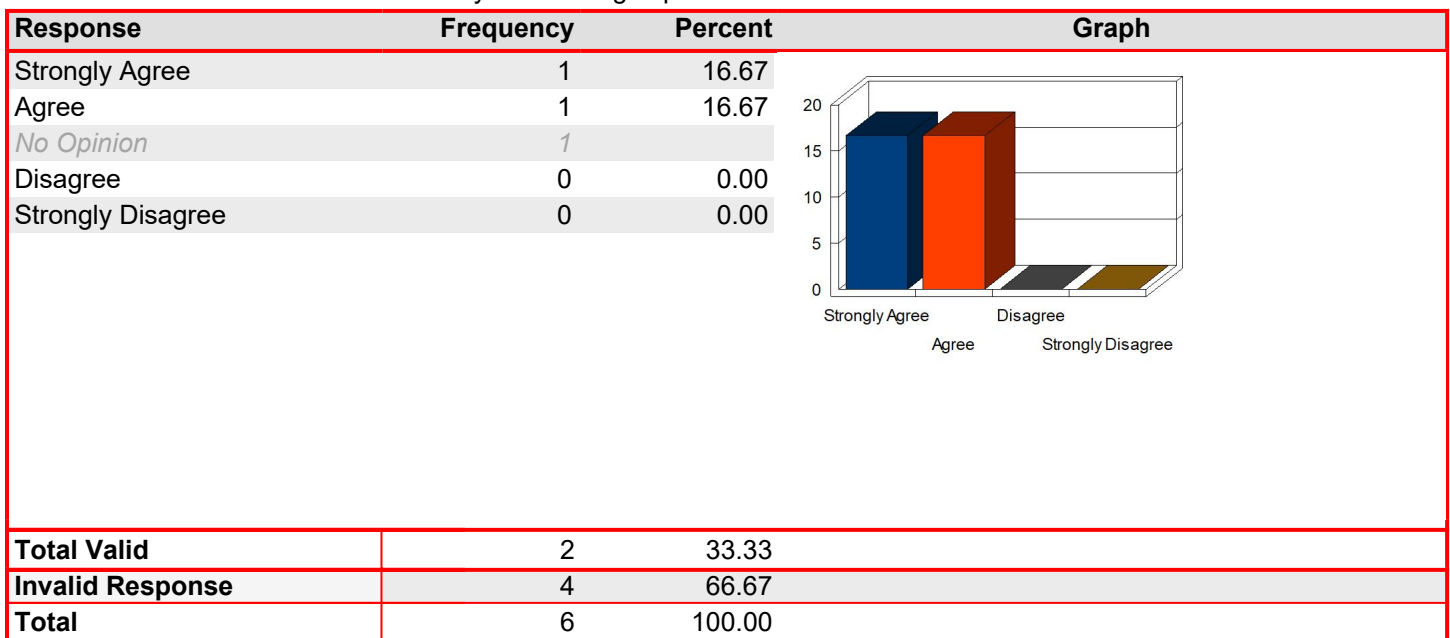 Response Frequency Percent Graph
Strongly Agree 1 16.67
Agree 1 16.67
No Opinion 1
Disagree 0 0.00
Strongly Disagree 0 0.00
20
15
10
5
0
Strongly Agree Disagree
Agree Strongly Disagree
Total Valid 2 33.33
Invalid Response 4 66.67
Total 6 100.00